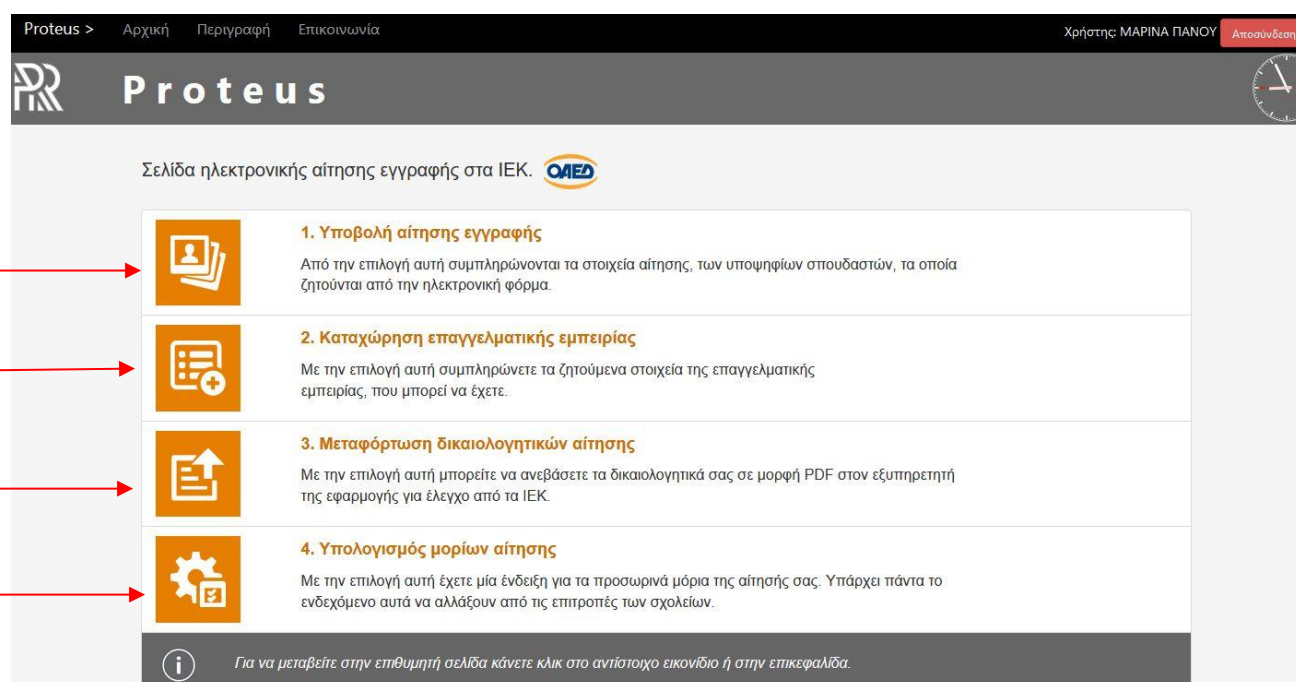 Proteus > Αρχική Περιγραφή Επικοινωνία Χρήστης: ΜΑΡΙΝΑ ΠΑΝΟΥ Αποσύνδεση
Proteus
Σελίδα ηλεκτρονικής αίτησης εγγραφής στα ΙΕΚ. ΟΑΕΔ
1. Υποβολή αίτησης εγγραφής
Από την επιλογή αυτή συμπληρώνονται τα στοιχεία αίτησης, των υποψηφίων σπουδαστών, τα οποία
ζητούνται από την ηλεκτρονική φόρμα.
2. Καταχώρηση επαγγελματικής εμπειρίας
Με την επιλογή αυτή συμπληρώνετε τα ζητούμενα στοιχεία της επαγγελματικής
εμπειρίας, που μπορεί να έχετε.
3. Μεταφόρτωση δικαιολογητικών αίτησης
Με την επιλογή αυτή μπορείτε να ανεβάσετε τα δικαιολογητικά σας σε μορφή PDF στον εξυπηρετητή
της εφαρμογής για έλεγχο από τα ΙΕΚ.
4. Υπολογισμός μορίων αίτησης
Με την επιλογή αυτή έχετε μία ένδειξη για τα προσωρινά μόρια της αίτησής σας. Υπάρχει πάντα το
ενδεχόμενο αυτά να αλλάξουν από τις επιτροπές των σχολείων.
Για να μεταβείτε στην επιθυμητή σελίδα κάνετε κλικ στο αντίστοιχο εικονίδιο ή στην επικεφαλίδα.